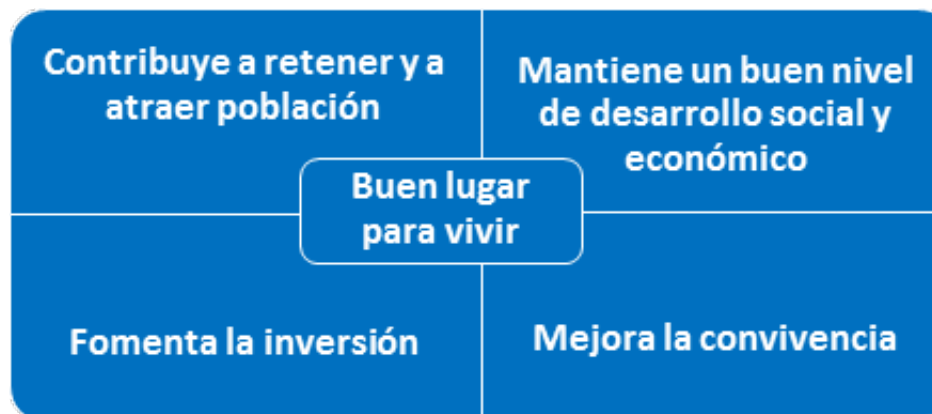 Contribuye a retener y a
atraer población
Mantiene un buen nivel
de desarrollo social y
económico
Buen lugar
para vivir
Fomenta la inversión
Mejora la convivencia